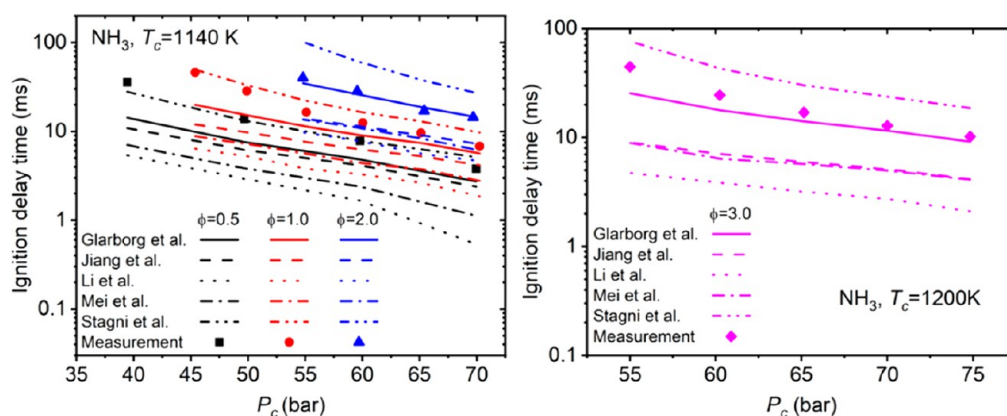 NH3, Tc=1140 K
Ignition delay time (ms)
100
10
1
0.1
ϕ=0.5 ϕ=1.0 ϕ=2.0
Glarborg et al.
Jiang et al.
Li et al.
Mei et al.
Stagni et al.
Measurement
35 40 45 50 55 60 65 70 75
Pc (bar)
Ignition delay time (ms)
100
10
1
0.1
ϕ=3.0
Glarborg et al.
Jiang et al.
Li et al.
Mei et al.
Stagni et al.
Measurement
NH3, Tc=1200K
55 60 65 70 75
Pc (bar)